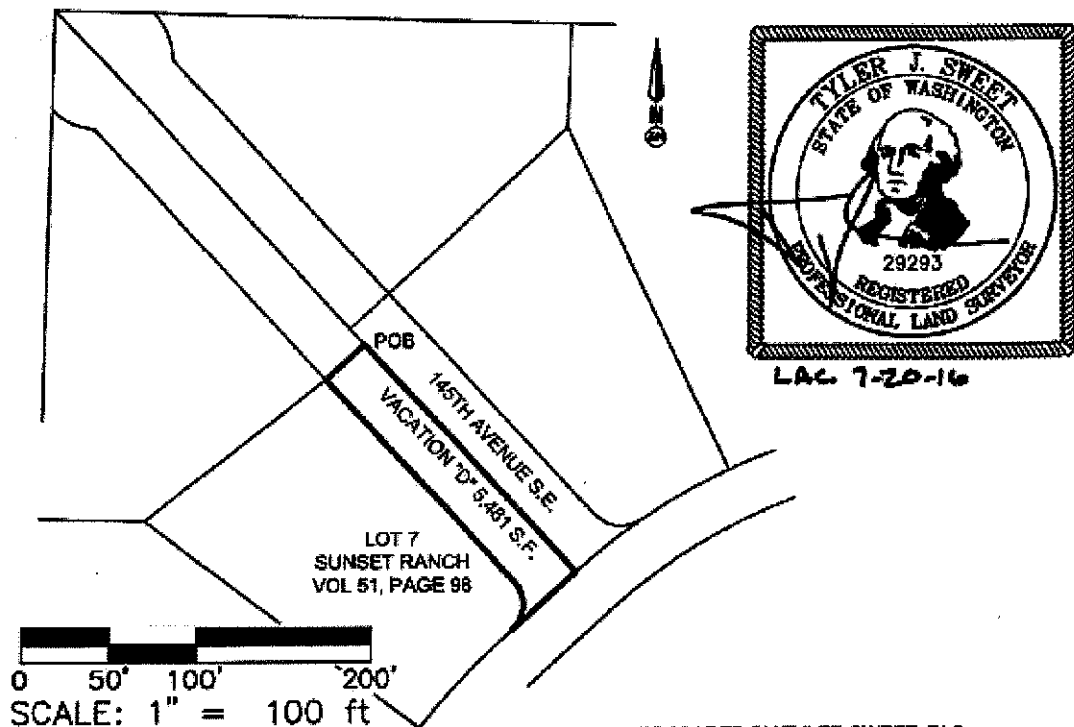 TYLER J. SWEET
STATE OF WASHINGTON
29293
REGISTERED
PROFESSIONAL LAND SURVEYOR
LAC 7-20-16
N
POB
145TH AVENUE S.E.
VACATION "D" 5,481 S.F.
LOT 7
SUNSET RANCH
VOL 51, PAGE 98
0 50' 100' 200'
SCALE: 1" = 100 ft